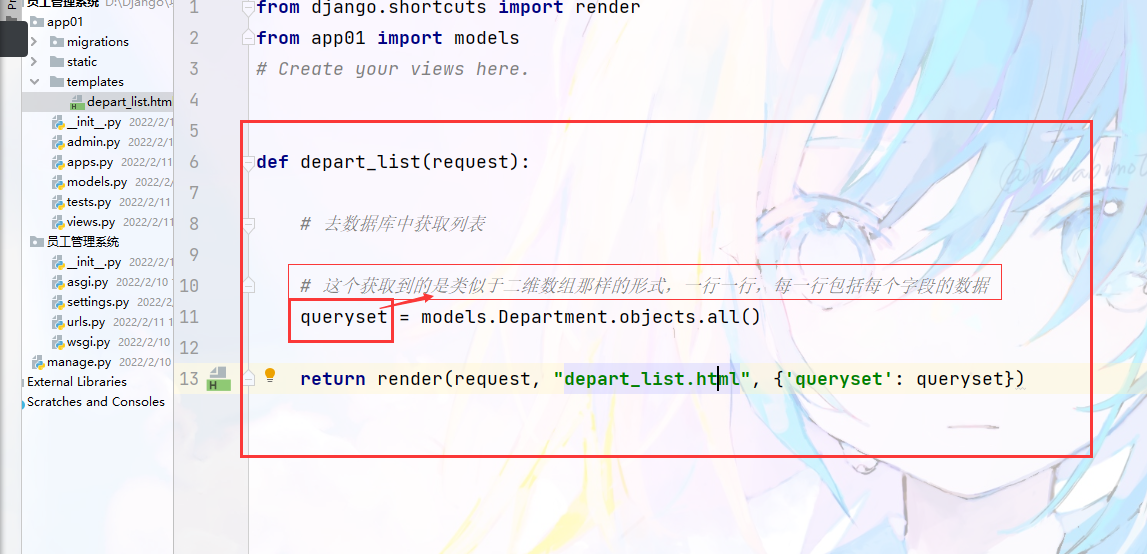 员工管理系统 D:\Django\
app01
migrations
static
templates
depart_list.htm
__init__.py 2022/2/1
admin.py 2022/2/1
apps.py 2022/2/11
models.py 2022/2/
tests.py 2022/2/11
views.py 2022/2/11
员工管理系统
__init__.py 2022/2/
asgi.py 2022/2/10
settings.py 2022/2,
urls.py 2022/2/10
wsgi.py 2022/2/10
manage.py 2022/2/10
External Libraries
Scratches and Consoles
1 from django.shortcuts import render
2 from app01 import models
3 # Create your views here.
4
5
6 def depart_list(request):
7
8 # 去数据库中获取列表
9
10 # 这个获取到的是类似于二维数组那样的形式，一行一行，每一行包括每个字段的数据
11 queryset = models.Department.objects.all()
12
13 return render(request, "depart_list.html", {'queryset': queryset})